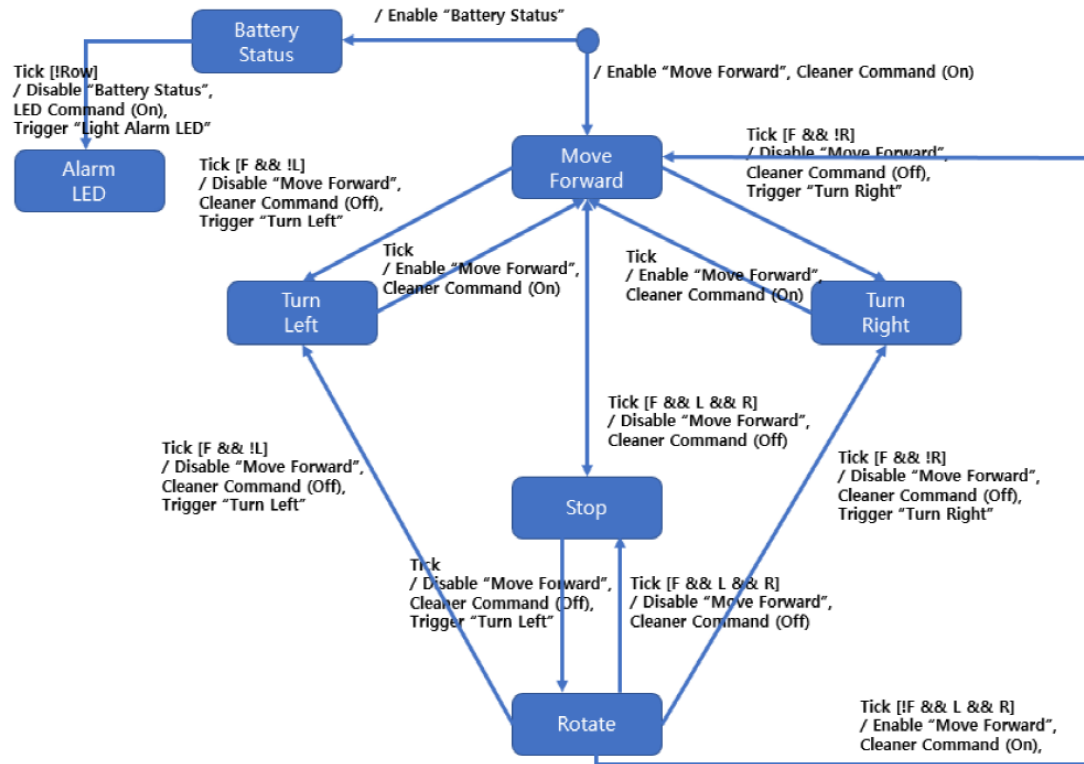 / Enable “Battery Status”
Battery
Status
Tick [!Row]
/ Disable “Battery Status”,
LED Command (On),
Trigger “Light Alarm LED”
/ Enable “Move Forward”, Cleaner Command (On)
Alarm
LED
Tick [F && !L]
/ Disable “Move Forward”,
Cleaner Command (Off),
Trigger “Turn Left”
Move
Forward
Tick [F && !R]
/ Disable “Move Forward”,
Cleaner Command (Off),
Trigger “Turn Right”
Tick
/ Enable “Move Forward”,
Cleaner Command (On)
Tick
/ Enable “Move Forward”,
Cleaner Command (On)
Turn
Left
Turn
Right
Tick [F && L && R]
/ Disable “Move Forward”,
Cleaner Command (Off)
Tick [F && !L]
/ Disable “Move Forward”,
Cleaner Command (Off),
Trigger “Turn Left”
Tick [F && !R]
/ Disable “Move Forward”,
Cleaner Command (Off),
Trigger “Turn Right”
Stop
Tick
/ Disable “Move Forward”,
Cleaner Command (Off),
Trigger “Turn Left”
Tick [F && L && R]
/ Disable “Move Forward”,
Cleaner Command (Off)
Rotate
Tick [!F && L && R]
/ Enable “Move Forward”,
Cleaner Command (On),